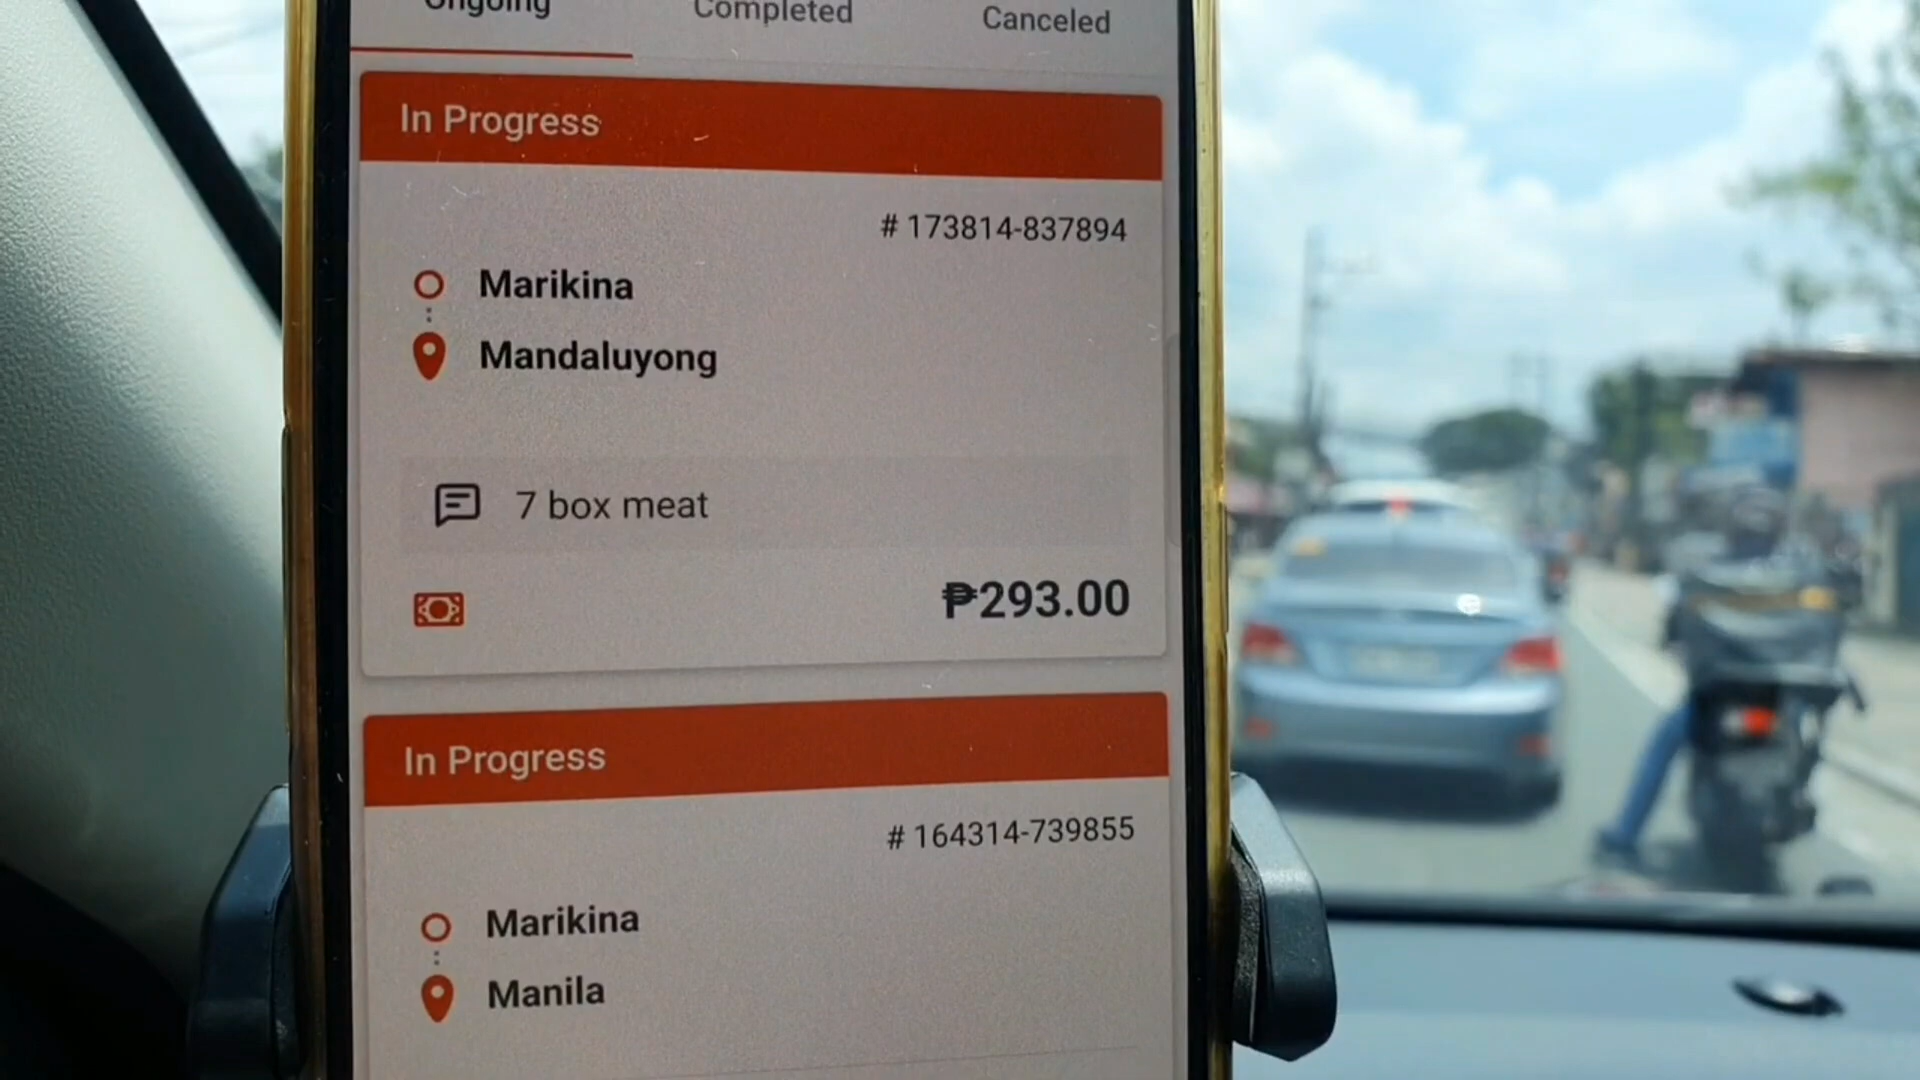 Ongoing
Completed
Canceled
In Progress
# 173814-837894
Marikina
Mandaluyong
7 box meat
₱293.00
In Progress
# 164314-739855
Marikina
Manila